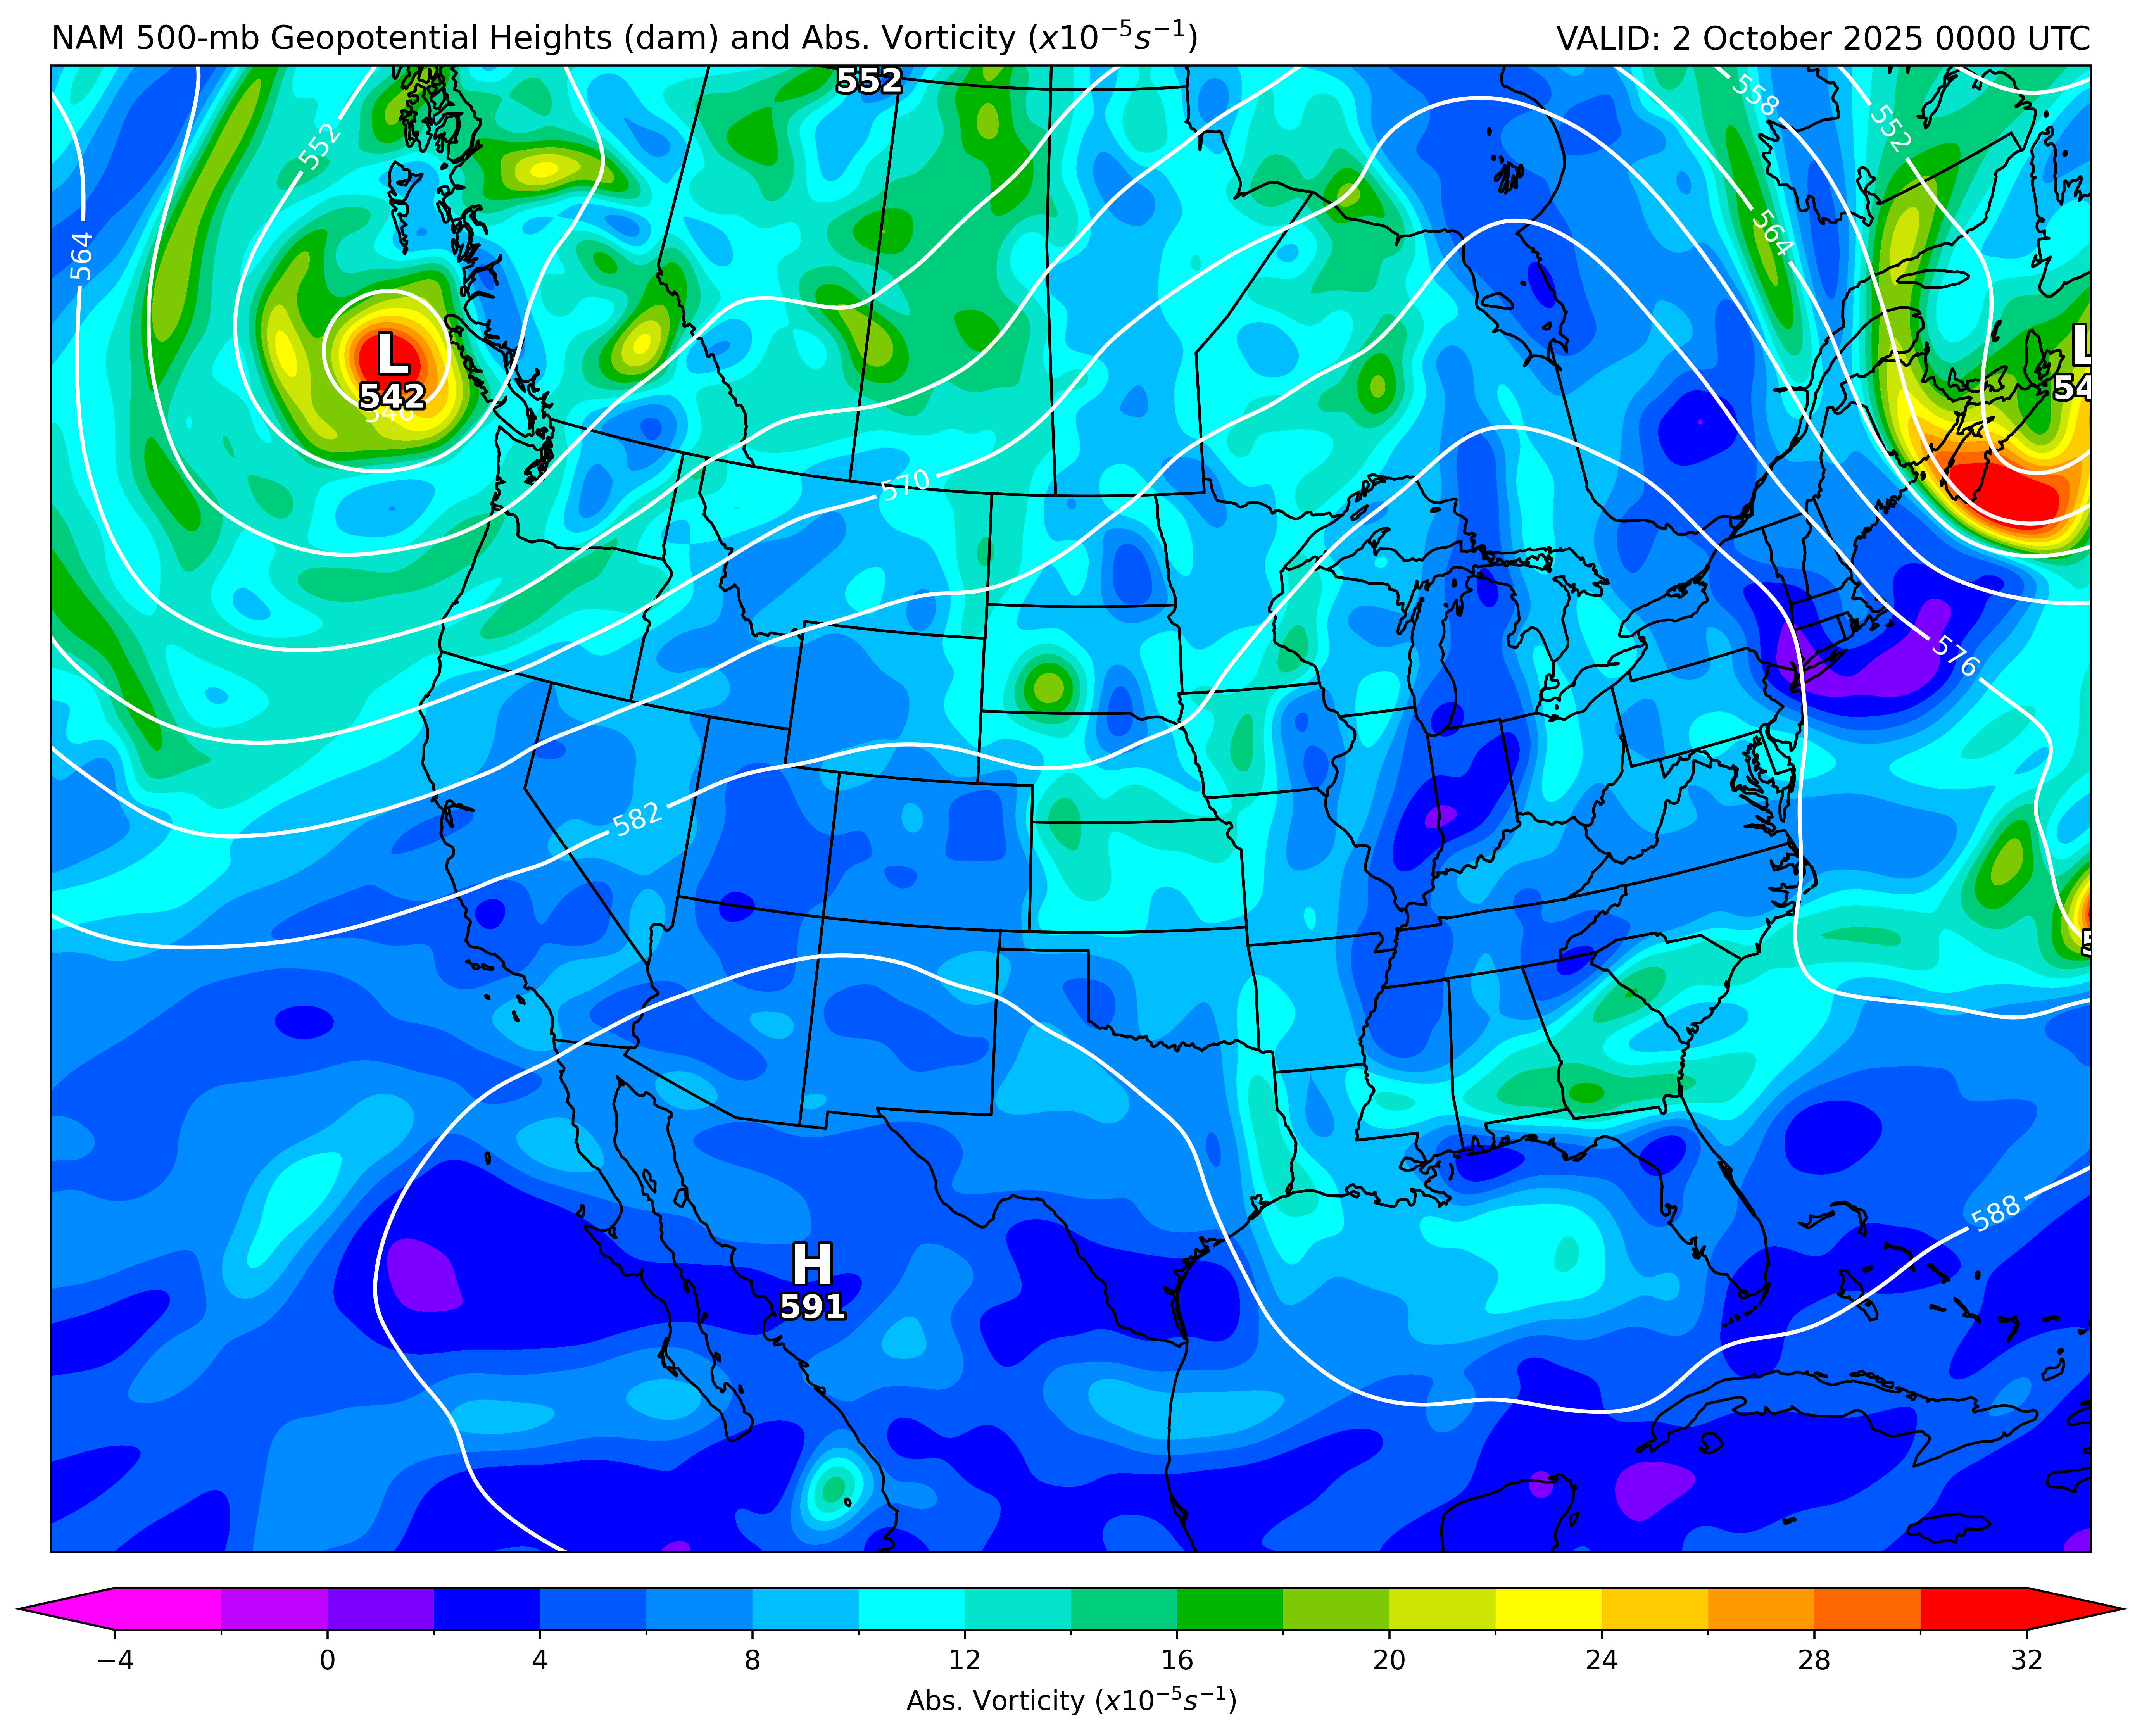 NAM 500-mb Geopotential Heights (dam) and Abs. Vorticity (x10⁻⁵s⁻¹)
VALID: 2 October 2025 0000 UTC
552
558
552
552
564
564
L
542
546
L
54
570
576
582
5
588
H
591
−4 0 4 8 12 16 20 24 28 32
Abs. Vorticity (x10⁻⁵s⁻¹)